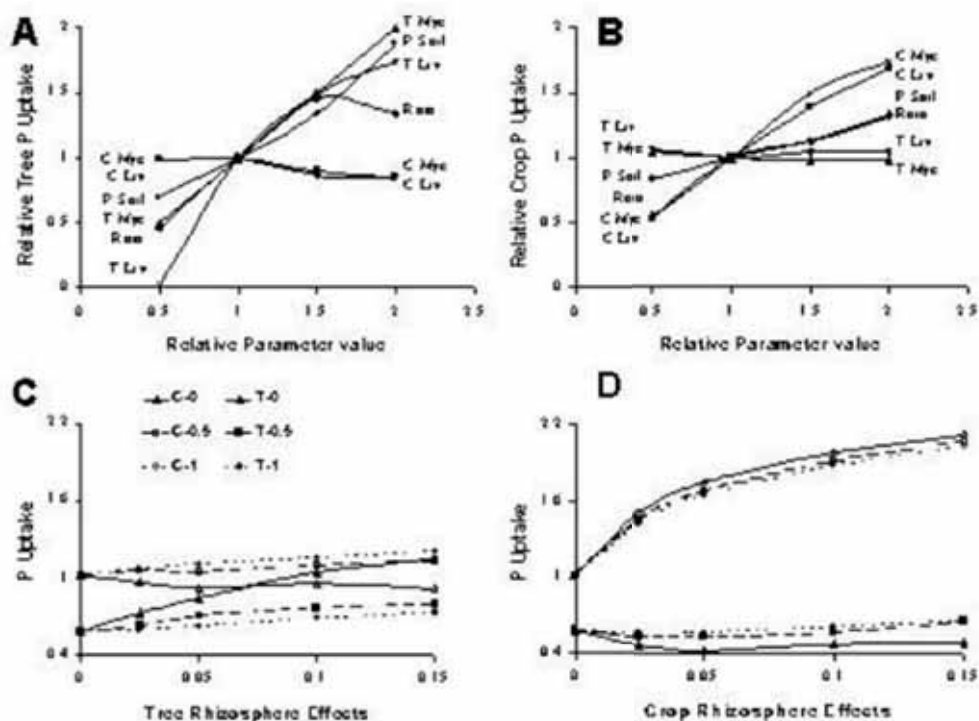 A
2
1.5
1
0.5
0
Relative Tree P Uptake
T Myc
P Soil
T Lrv
Rain
C Myc
C Lrv
C Myc
C Lrv
P Soil
T Myc
Rain
T Lrv
0 0.5 1 1.5 2 2.5
Relative Parameter value
B
2
1.5
1
0.5
0
Relative Crop P Uptake
C Myc
C Lrv
P Soil
Rain
T Lrv
T Myc
T Lrv
T Myc
P Soil
Rain
C Myc
C Lrv
0 0.5 1 1.5 2 2.5
Relative Parameter value
C
C-0 T-0
C-0.5 T-0.5
C-1 T-1
2.2
1.6
1
0.4
P Uptake
0 0.05 0.1 0.15
Tree Rhizosphere Effects
D
2.2
1.6
1
0.4
P Uptake
0 0.05 0.1 0.15
Crop Rhizosphere Effects